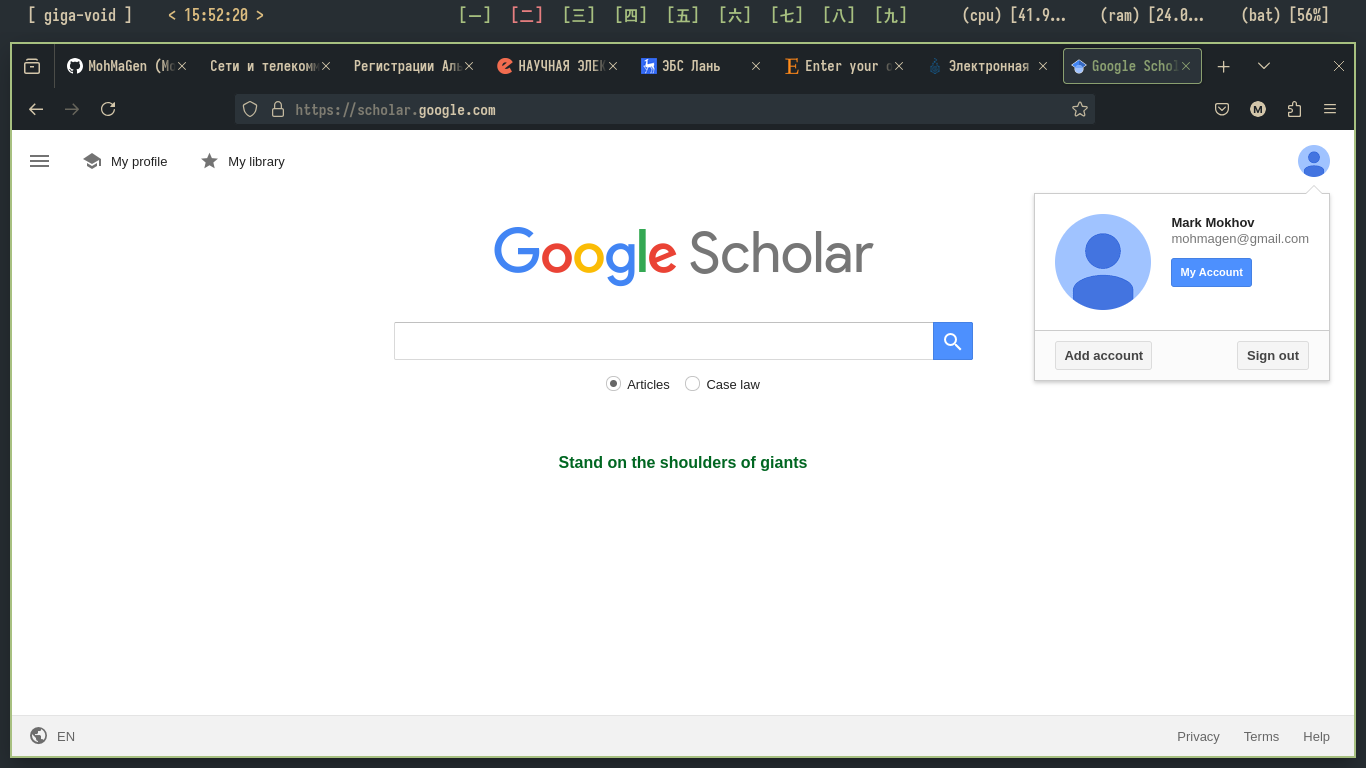 [ giga-void ] < 15:52:20 > [一] [二] [三] [四] [五] [六] [七] [八] [九] (cpu) [41.9... (ram) [24.0... (bat) [56%]
MohMaGen (Mo Сети и телекомм Регистрации Аль НАУЧНАЯ ЭЛЕК ЭБС Лань Enter your Электронная Google Schol
https://scholar.google.com
My profile My library
Google Scholar
Mark Mokhov
mohmagen@gmail.com
My Account
Add account Sign out
Articles Case law
Stand on the shoulders of giants
EN Privacy Terms Help